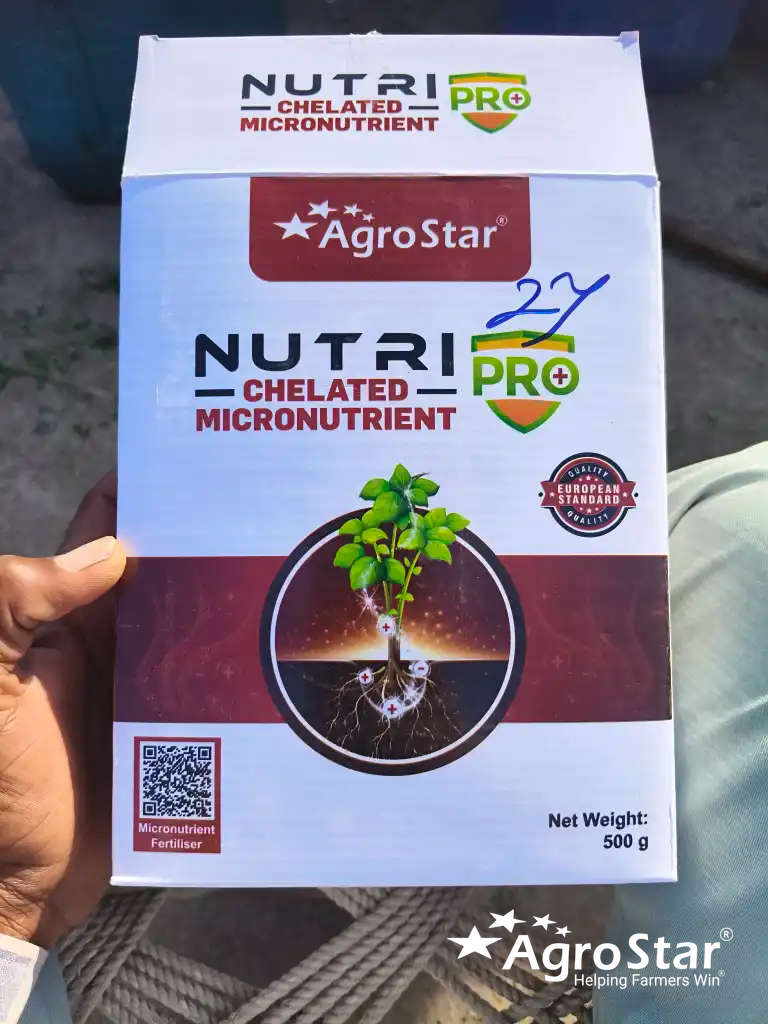 NUTRI PRO+
CHELATED
MICRONUTRIENT
AgroStar®
27
NUTRI PRO+
CHELATED
MICRONUTRIENT
QUALITY
EUROPEAN
STANDARD
QUALITY
Micronutrient
Fertiliser
Net Weight:
500 g
AgroStar®
Helping Farmers Win®